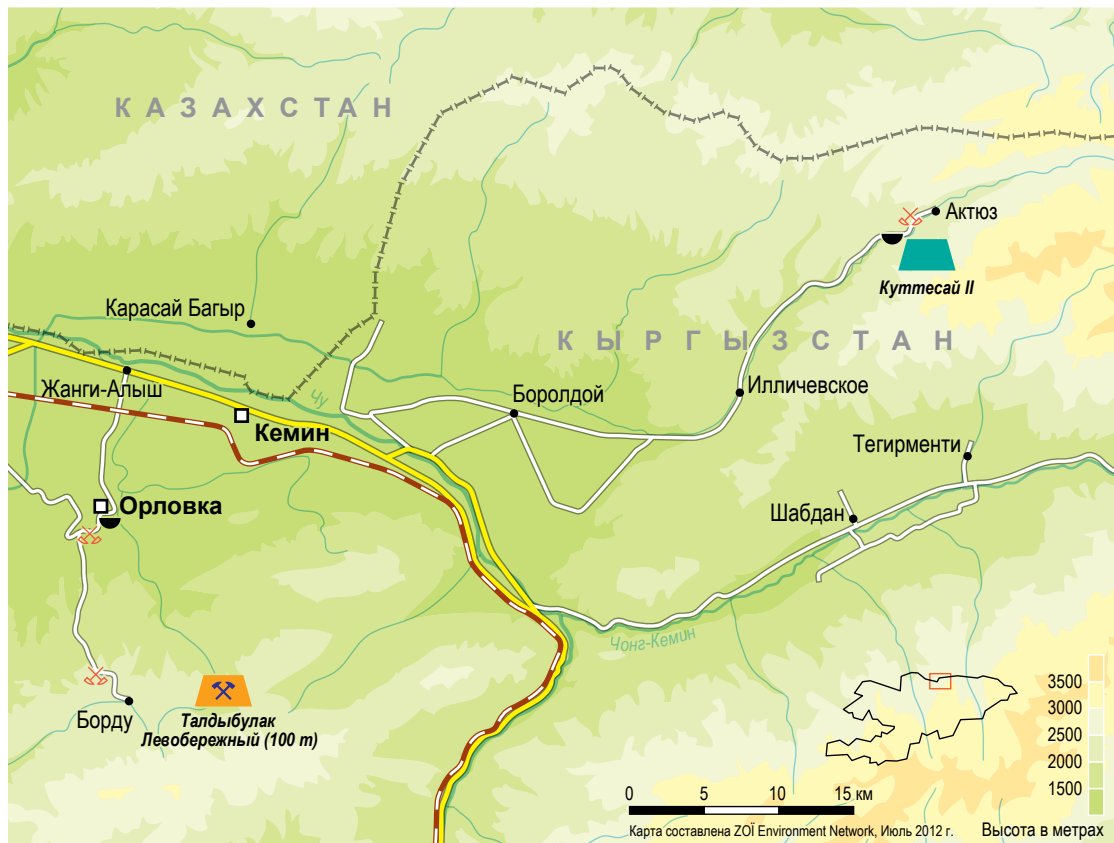 КАЗАХСТАН
Актюз
Куттесай II
Карасай Багыр
КЫРГЫЗСТАН
Жанги-Алыш
Чу
Боролдой
Илличевское
Кемин
Тегирменти
Орловка
Шабдан
Чонг-Кемин
Борду
Талдыбулак
Левобережный (100 т)
3500
3000
2500
2000
1500
0 5 10 15 км
Карта составлена ZOÏ Environment Network, Июль 2012 г.
Высота в метрах